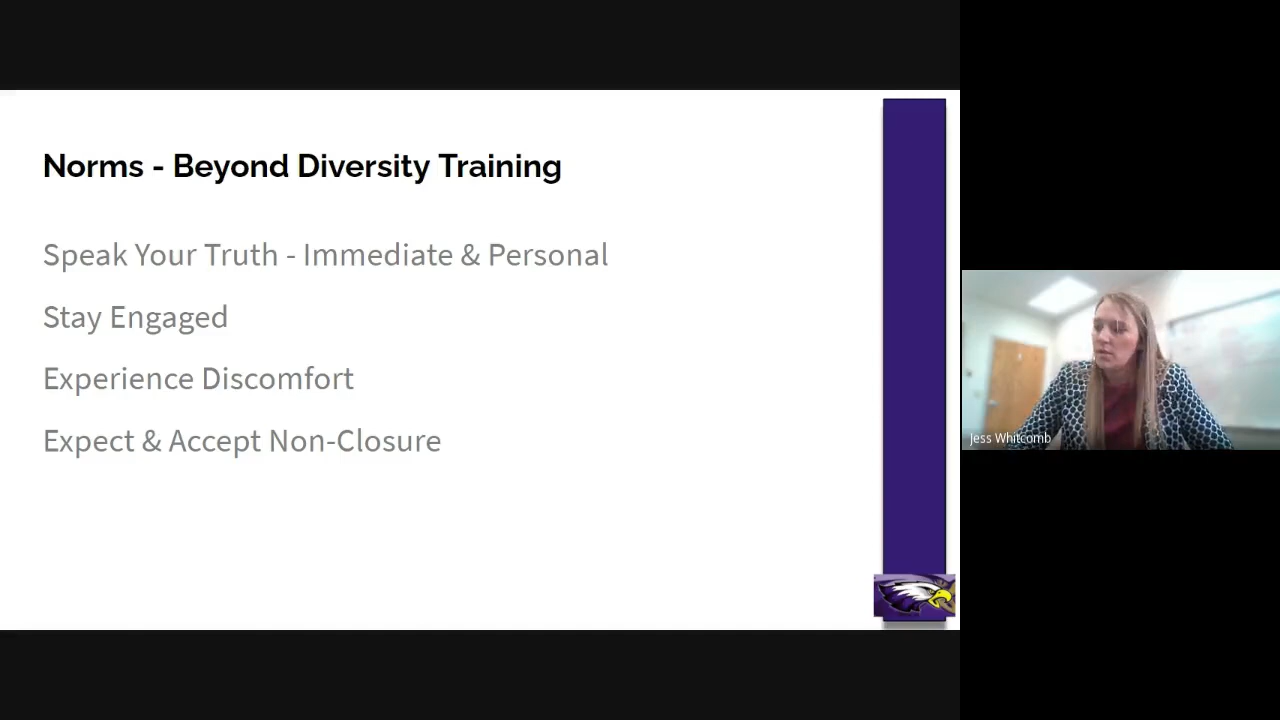 Norms - Beyond Diversity Training
Speak Your Truth - Immediate & Personal
Stay Engaged
Experience Discomfort
Expect & Accept Non-Closure
Jess Whitcomb